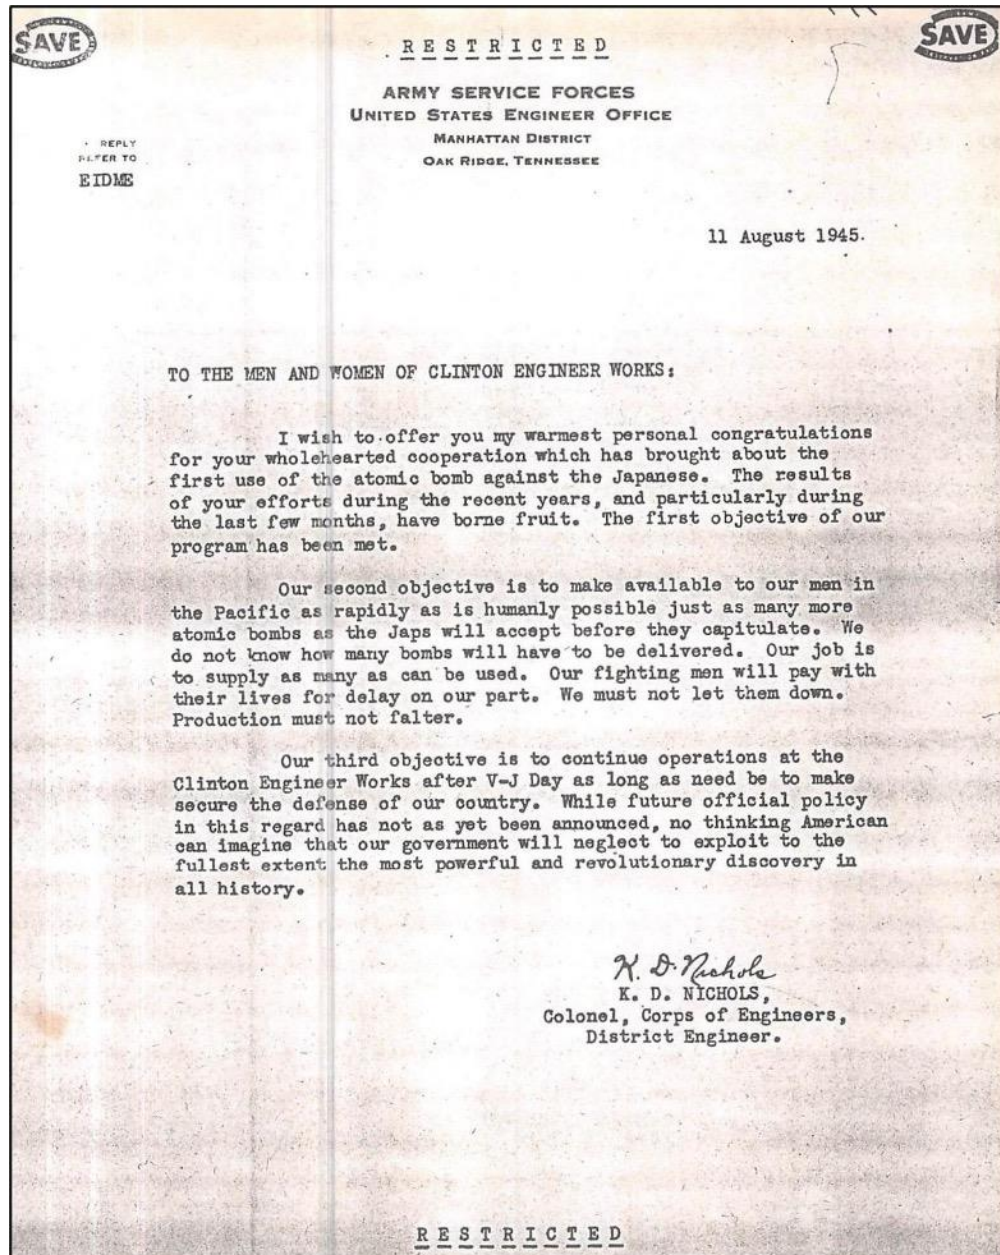 SAVE
SAVE
RESTRICTED
ARMY SERVICE FORCES
UNITED STATES ENGINEER OFFICE
MANHATTAN DISTRICT
OAK RIDGE, TENNESSEE
REPLY
REFER TO
EIDME
11 August 1945.
TO THE MEN AND WOMEN OF CLINTON ENGINEER WORKS:
I wish to offer you my warmest personal congratulations
for your wholehearted cooperation which has brought about the
first use of the atomic bomb against the Japanese. The results
of your efforts during the recent years, and particularly during
the last few months, have borne fruit. The first objective of our
program has been met.
Our second objective is to make available to our men in
the Pacific as rapidly as is humanly possible just as many more
atomic bombs as the Japs will accept before they capitulate. We
do not know how many bombs will have to be delivered. Our job is
to supply as many as can be used. Our fighting men will pay with
their lives for delay on our part. We must not let them down.
Production must not falter.
Our third objective is to continue operations at the
Clinton Engineer Works after V-J Day as long as need be to make
secure the defense of our country. While future official policy
in this regard has not as yet been announced, no thinking American
can imagine that our government will neglect to exploit to the
fullest extent the most powerful and revolutionary discovery in
all history.
K. D. Nichols
K. D. NICHOLS,
Colonel, Corps of Engineers,
District Engineer.
RESTRICTED